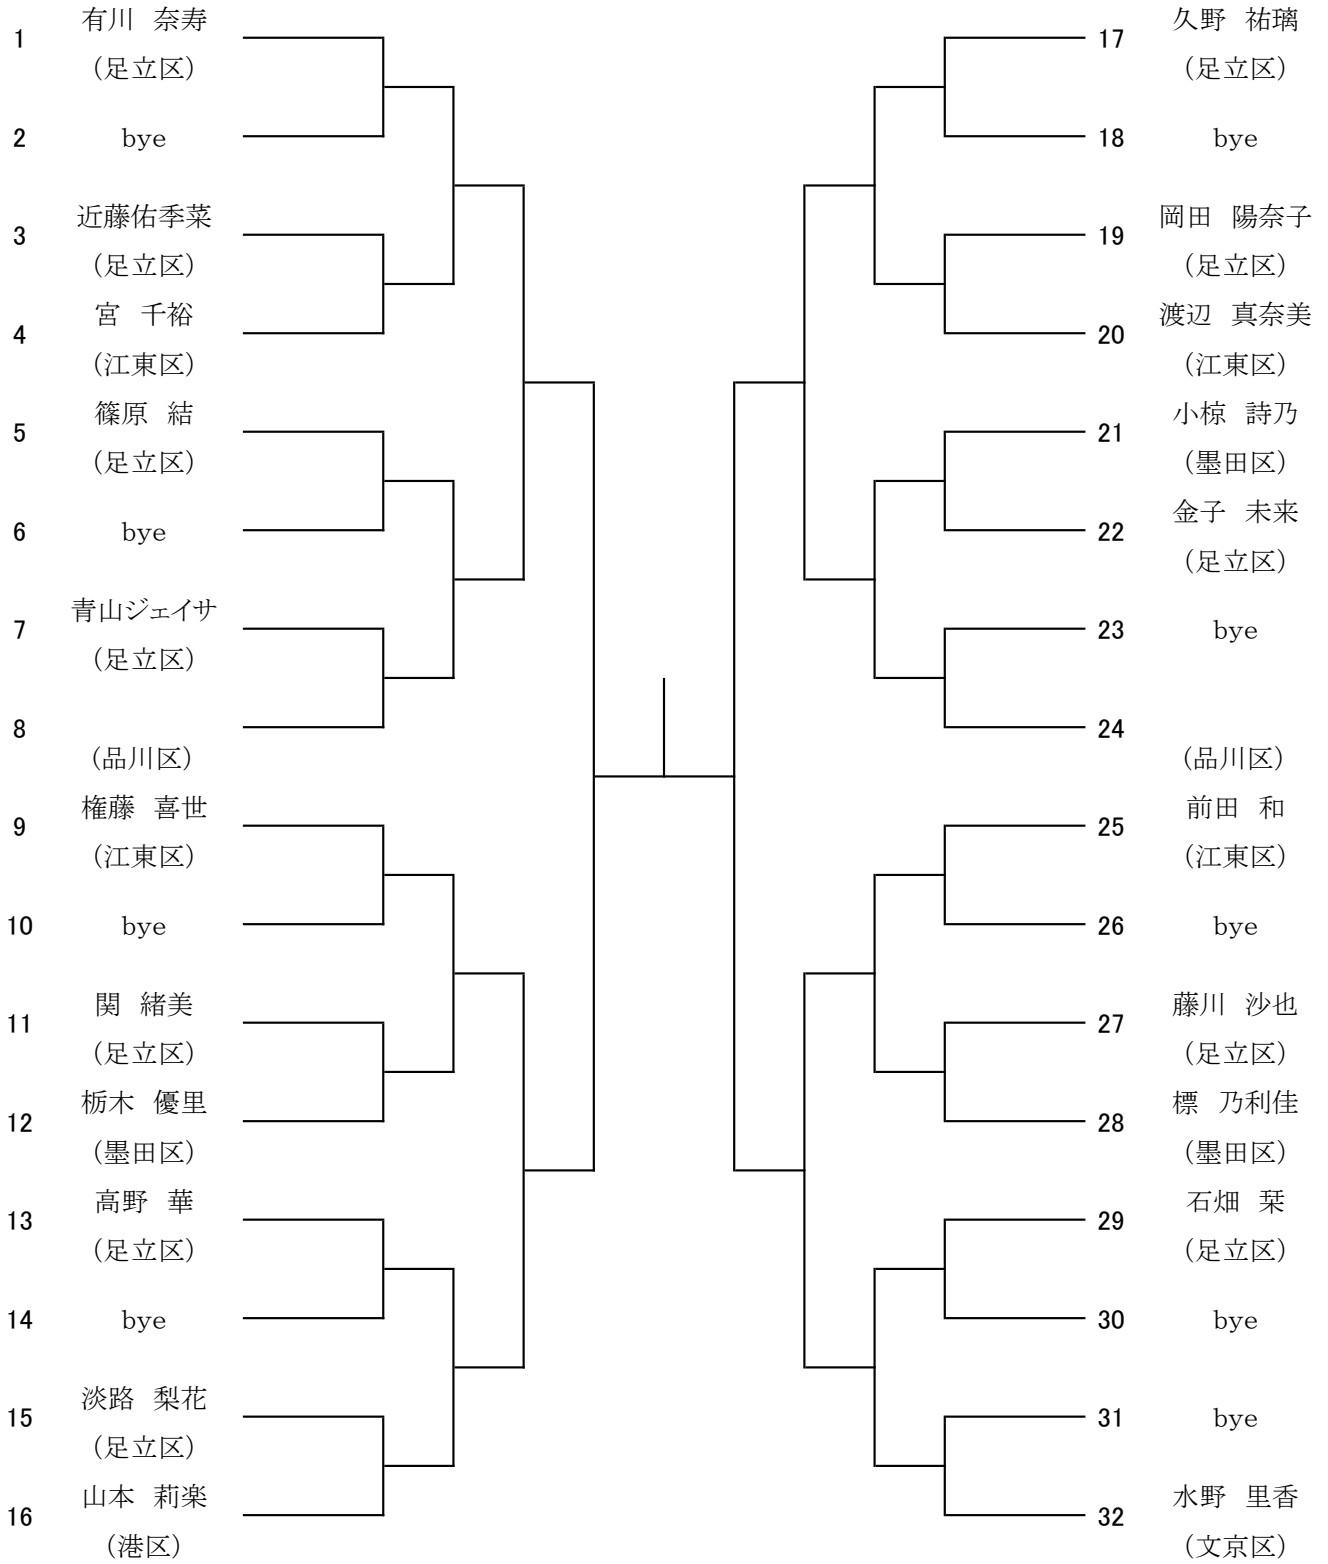 1 有川 奈寿
(足立区)
2 bye
3 近藤佑季菜
(足立区)
4 宮 千裕
(江東区)
5 篠原 結
(足立区)
6 bye
7 青山ジェイサ
(足立区)
8
(品川区)
9 権藤 喜世
(江東区)
10 bye
11 関 緒美
(足立区)
12 栃木 優里
(墨田区)
13 高野 華
(足立区)
14 bye
15 淡路 梨花
(足立区)
16 山本 莉楽
(港区)
17 久野 祐璃
(足立区)
18 bye
19 岡田 陽奈子
(足立区)
20 渡辺 真奈美
(江東区)
21 小椋 詩乃
(墨田区)
22 金子 未来
(足立区)
23 bye
24
(品川区)
25 前田 和
(江東区)
26 bye
27 藤川 沙也
(足立区)
28 標 乃利佳
(墨田区)
29 石畑 栞
(足立区)
30 bye
31 bye
32 水野 里香
(文京区)